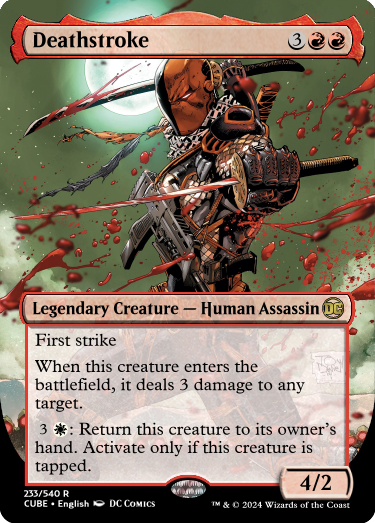 Deathstroke 3
Legendary Creature — Human Assassin DC
First strike
When this creature enters the
battlefield, it deals 3 damage to any
target.
3 : Return this creature to its owner's
hand. Activate only if this creature is
tapped.
4/2
233/540 R
CUBE • English DC COMICS
™ & © 2024 Wizards of the Coast